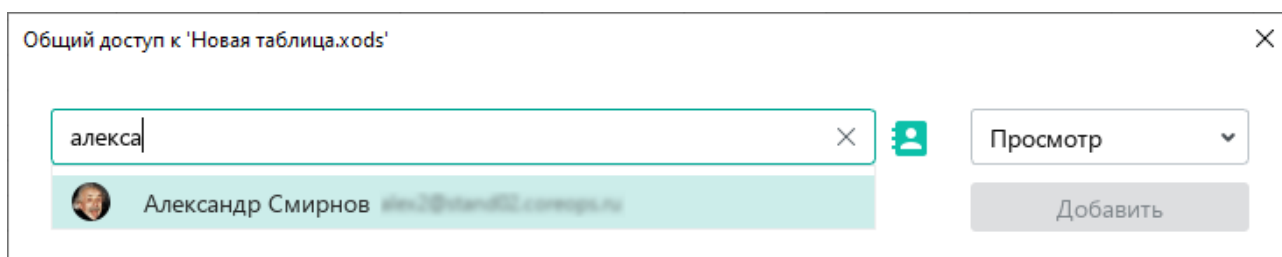 Общий доступ к 'Новая таблица.xods'
алекса
Просмотр
Александр Смирнов
Добавить